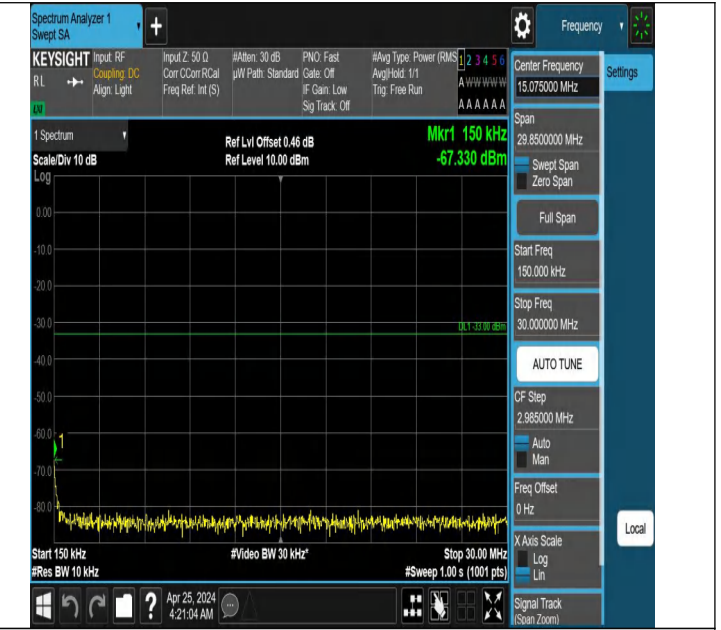 Spectrum Analyzer 1
Swept SA
+
Frequency
KEYSIGHT
RL
Input: RF
Coupling: DC
Align: Light
Input Z: 50 Ω
Corr CCorr RCal
Freq Ref: Int (S)
#Atten: 30 dB
µW Path: Standard
PNO: Fast
Gate: Off
IF Gain: Low
Sig Track: Off
#Avg Type: Power (RMS
Avg|Hold: 1/1
Trig: Free Run
1 2 3 4 5 6
A W W W W W
A A A A A A
1 Spectrum
Scale/Div 10 dB
Ref Lvl Offset 0.46 dB
Ref Level 10.00 dBm
Mkr1 150 kHz
-67.330 dBm
Log
0.00
-10.0
-20.0
-30.0
DL1 -33.00 dBm
-40.0
-50.0
-60.0
1
-70.0
-80.0
Start 150 kHz
#Video BW 30 kHz*
Stop 30.00 MHz
#Res BW 10 kHz
#Sweep 1.00 s (1001 pts)
?
Apr 25, 2024
4:21:04 AM
Center Frequency
15.075000 MHz
Settings
Span
29.8500000 MHz
Swept Span
Zero Span
Full Span
Start Freq
150.000 kHz
Stop Freq
30.000000 MHz
AUTO TUNE
CF Step
2.985000 MHz
Auto
Man
Freq Offset
0 Hz
X Axis Scale
Log
Lin
Local
Signal Track
(Span Zoom)